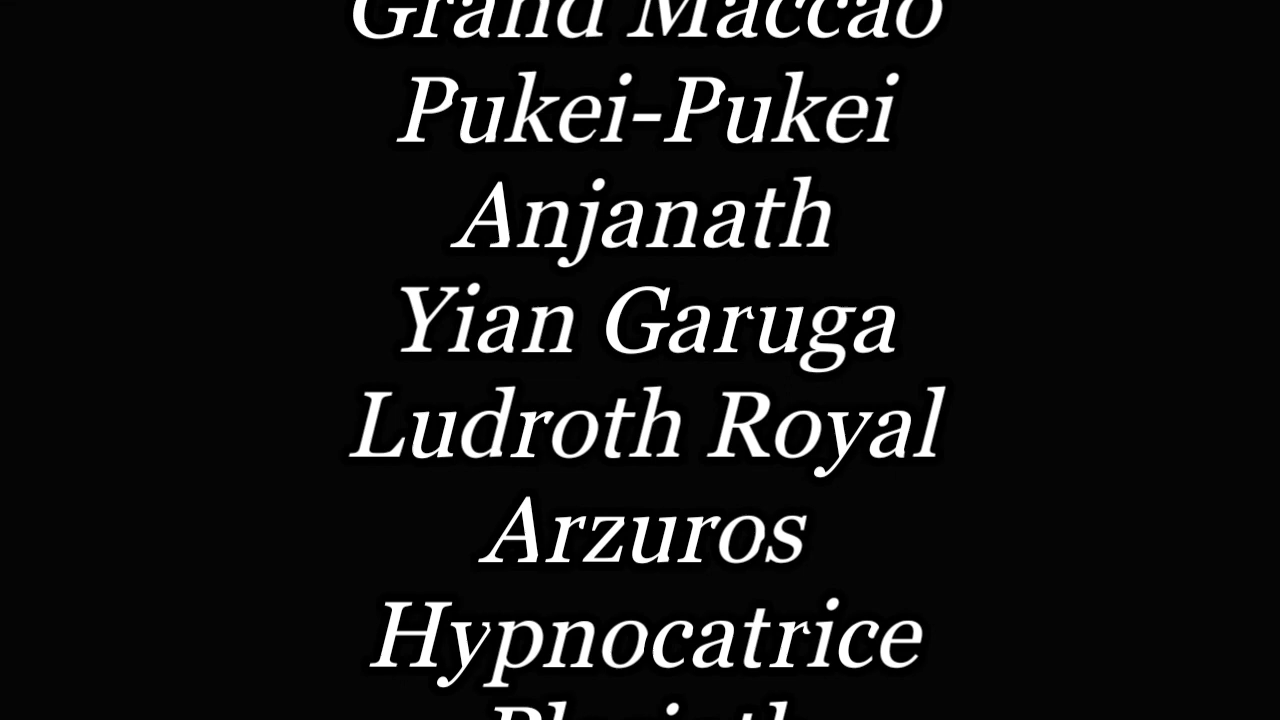 Grand Maccao
Pukei-Pukei
Anjanath
Yian Garuga
Ludroth Royal
Arzuros
Hypnocatrice